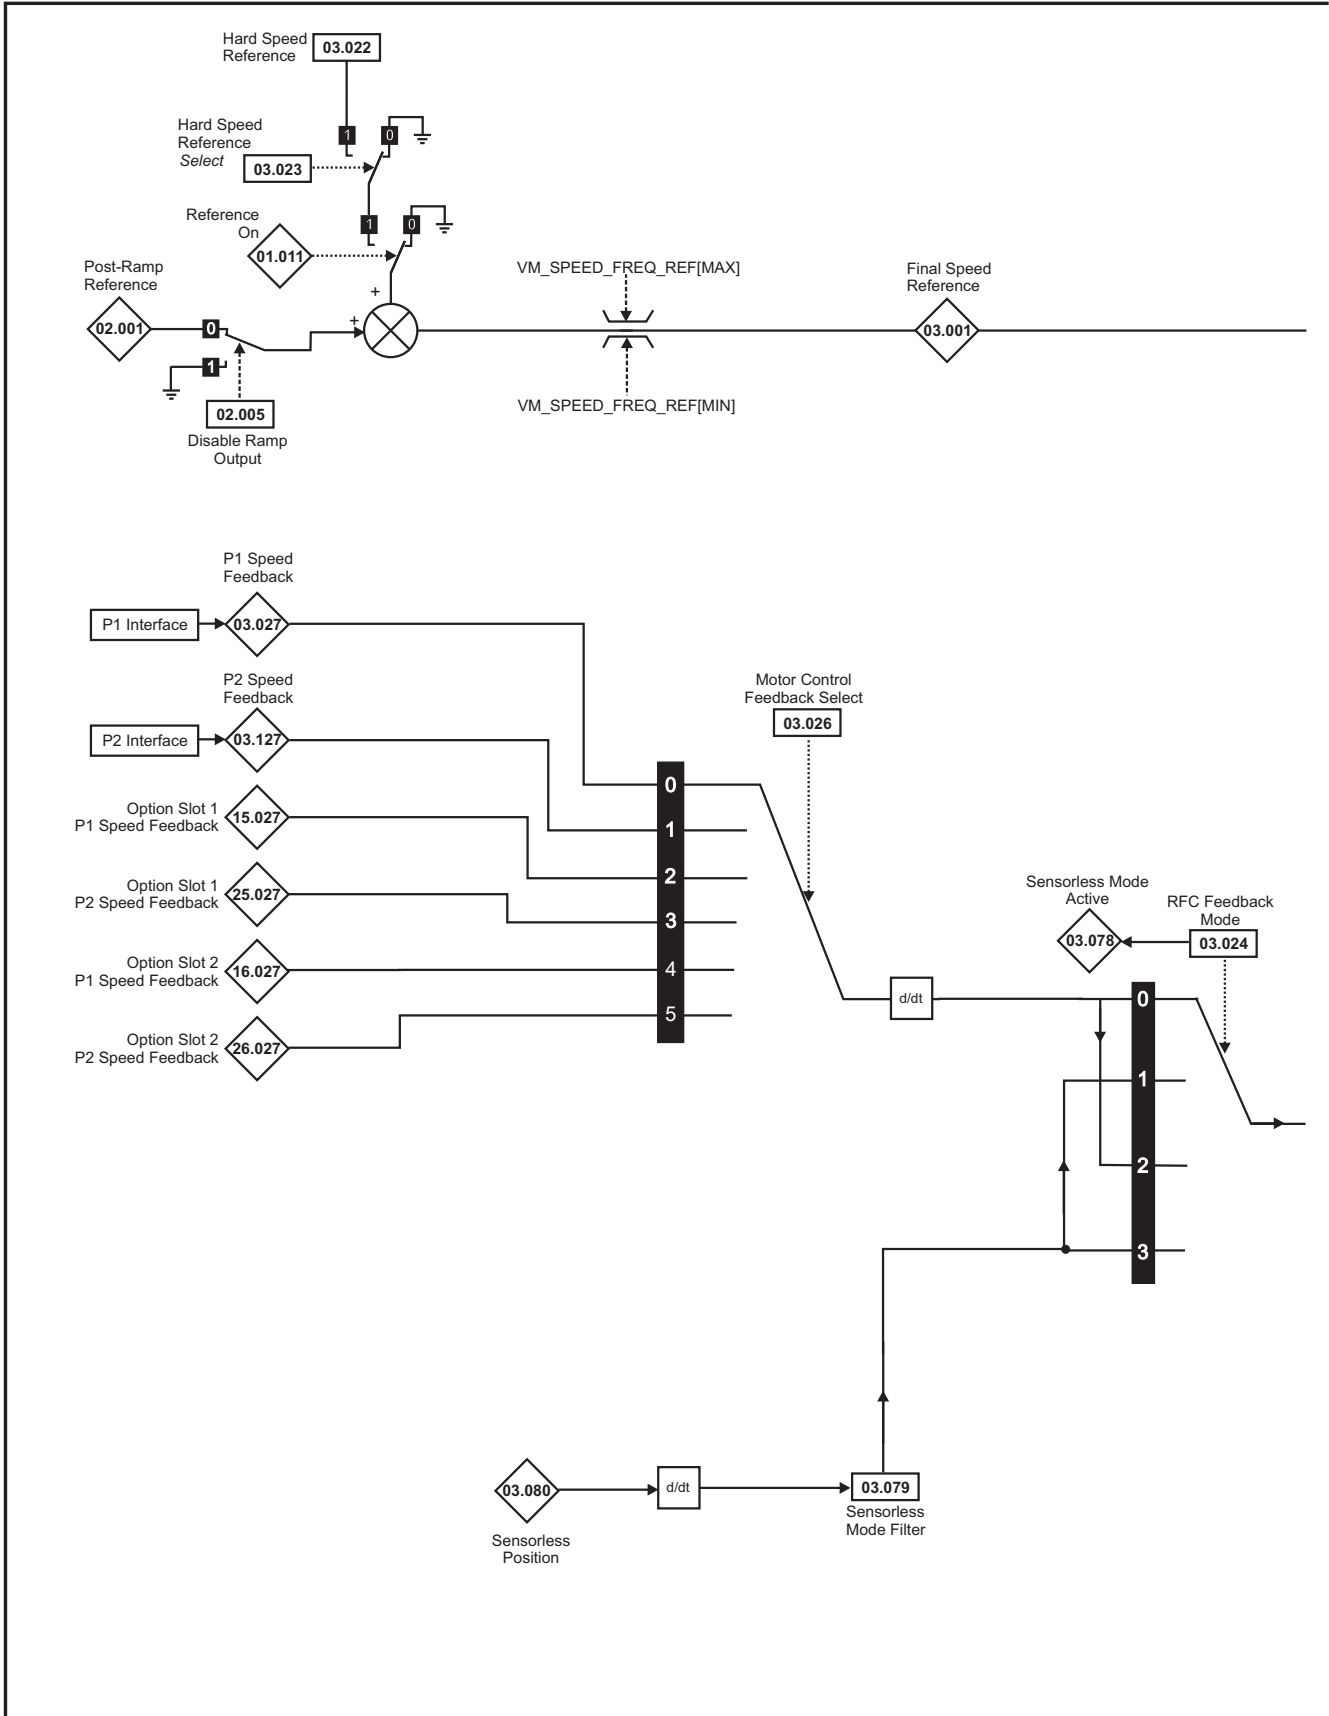 Hard Speed
Reference
03.022
Hard Speed
Reference
Select
03.023
1
0
Reference
On
01.011
1
0
Post-Ramp
Reference
02.001
0
1
+
+
02.005
Disable Ramp
Output
VM_SPEED_FREQ_REF[MAX]
VM_SPEED_FREQ_REF[MIN]
Final Speed
Reference
03.001
P1 Speed
Feedback
P1 Interface
03.027
P2 Speed
Feedback
P2 Interface
03.127
Option Slot 1
P1 Speed Feedback
15.027
Option Slot 1
P2 Speed Feedback
25.027
Option Slot 2
P1 Speed Feedback
16.027
Option Slot 2
P2 Speed Feedback
26.027
0
1
2
3
4
5
Motor Control
Feedback Select
03.026
d/dt
Sensorless Mode
Active
03.078
RFC Feedback
Mode
03.024
0
1
2
3
03.080
Sensorless
Position
d/dt
03.079
Sensorless
Mode Filter